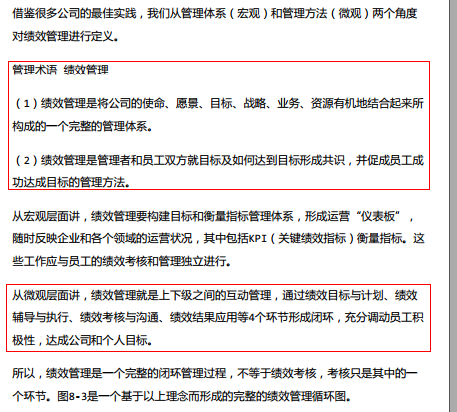 借鉴很多公司的最佳实践，我们从管理体系（宏观）和管理方法（微观）两个角度
对绩效管理进行定义。
管理术语 绩效管理
（1）绩效管理是将公司的使命、愿景、目标、战略、业务、资源有机地结合起来所
构成的一个完整的管理体系。
（2）绩效管理是管理者和员工双方就目标及如何达到目标形成共识，并促成员工成
功达成目标的管理方法。
从宏观层面讲，绩效管理要构建目标和衡量指标管理体系，形成运营“仪表板”，
随时反映企业和各个领域的运营状况，其中包括KPI（关键绩效指标）衡量指标。这
些工作应与员工的绩效考核和管理独立进行。
从微观层面讲，绩效管理就是上下级之间的互动管理，通过绩效目标与计划、绩效
辅导与执行、绩效考核与沟通、绩效结果应用等4个环节形成闭环，充分调动员工积
极性，达成公司和个人目标。
所以，绩效管理是一个完整的闭环管理过程，不等于绩效考核，考核只是其中的一
个环节。图8-3是一个基于以上理念而形成的完整的绩效管理循环图。